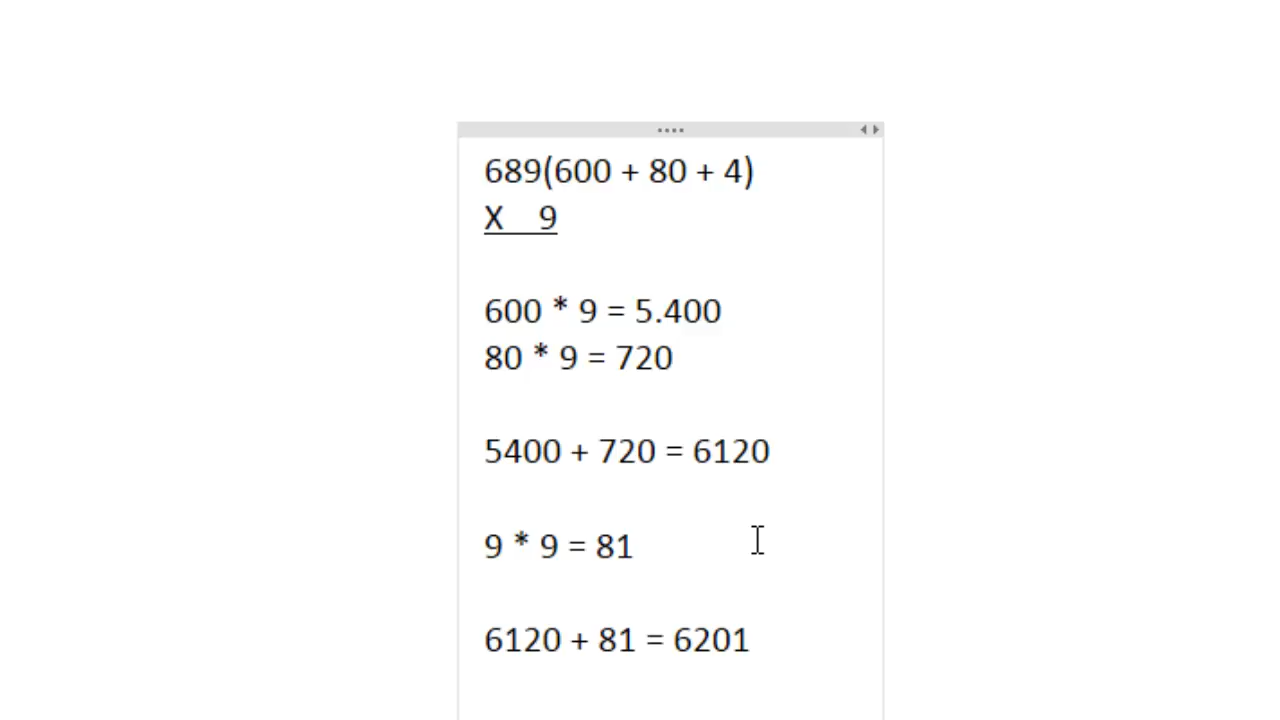 689(600 + 80 + 4)
X 9
600 * 9 = 5.400
80 * 9 = 720
5400 + 720 = 6120
9 * 9 = 81
6120 + 81 = 6201